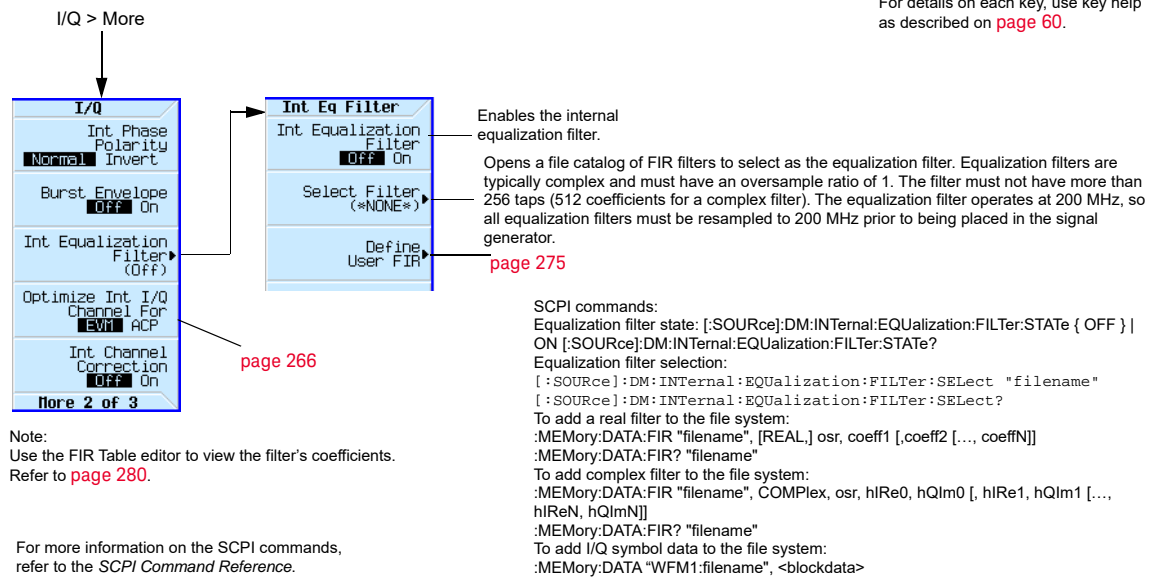 For details on each key, use key help
as described on page 60.
I/Q > More
I/Q
Int Phase
Polarity
Normal Invert
Burst Envelope
Off On
Int Equalization
Filter
(Off)
Optimize Int I/Q
Channel For
EVM ACP
Int Channel
Correction
Off On
More 2 of 3
Int Eq Filter
Int Equalization
Filter
Off On
Select Filter
(*NONE*)
Define
User FIR
Enables the internal
equalization filter.
Opens a file catalog of FIR filters to select as the equalization filter. Equalization filters are
typically complex and must have an oversample ratio of 1. The filter must not have more than
256 taps (512 coefficients for a complex filter). The equalization filter operates at 200 MHz, so
all equalization filters must be resampled to 200 MHz prior to being placed in the signal
generator.
page 275
page 266
Note:
Use the FIR Table editor to view the filter's coefficients.
Refer to page 280.
For more information on the SCPI commands,
refer to the SCPI Command Reference.
SCPI commands:
Equalization filter state: [:SOURce]:DM:INTernal:EQUalization:FILTer:STATe { OFF } |
ON [:SOURce]:DM:INTernal:EQUalization:FILTer:STATe?
Equalization filter selection:
[:SOURce]:DM:INTernal:EQUalization:FILTer:SELect "filename"
[:SOURce]:DM:INTernal:EQUalization:FILTer:SELect?
To add a real filter to the file system:
:MEMory:DATA:FIR "filename", [REAL,] osr, coeff1 [,coeff2 […, coeffN]]
:MEMory:DATA:FIR? "filename"
To add complex filter to the file system:
:MEMory:DATA:FIR "filename", COMPlex, osr, hIRe0, hQIm0 [, hIRe1, hQIm1 […,
hIReN, hQImN]]
:MEMory:DATA:FIR? "filename"
To add I/Q symbol data to the file system:
:MEMory:DATA “WFM1:filename", <blockdata>